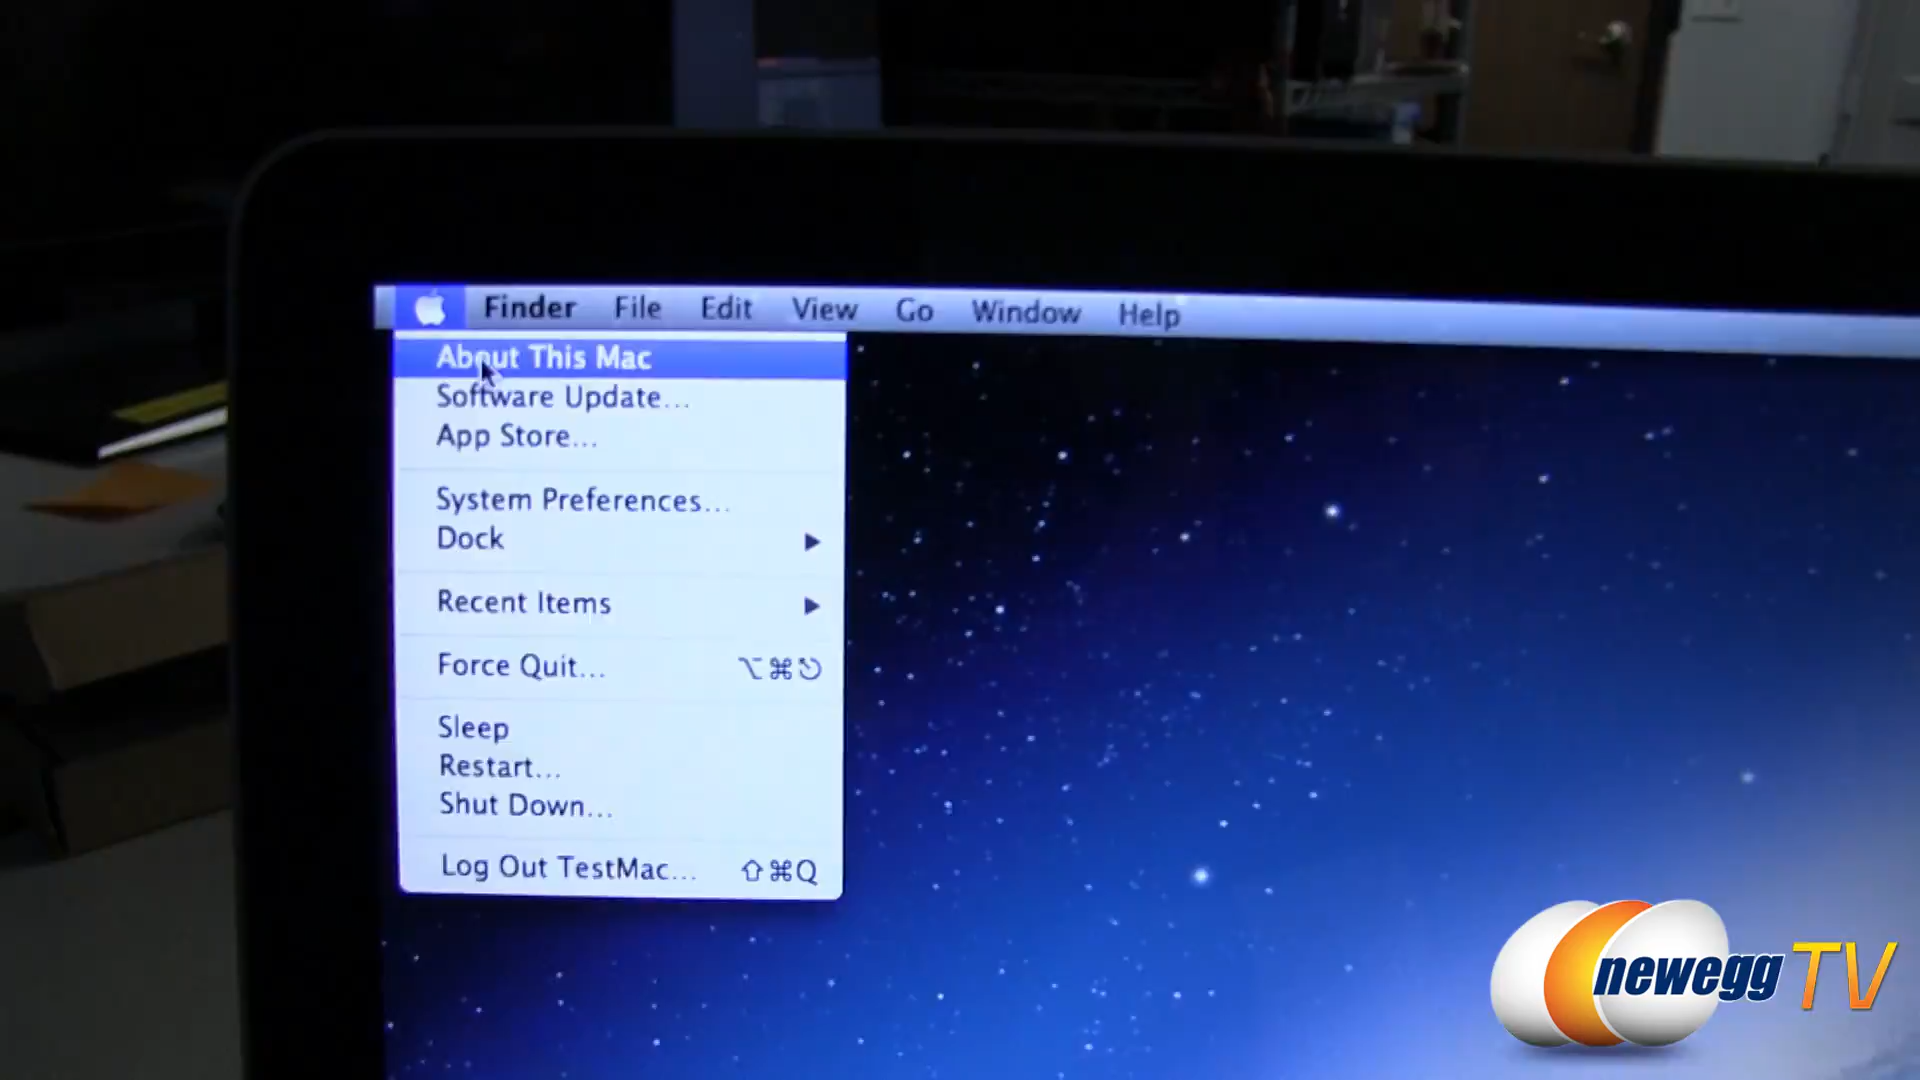 Finder File Edit View Go Window Help
About This Mac
Software Update...
App Store...
System Preferences...
Dock ▶
Recent Items ▶
Force Quit... ⌥⌘⎋
Sleep
Restart...
Shut Down...
Log Out TestMac... ⇧⌘Q
newegg TV